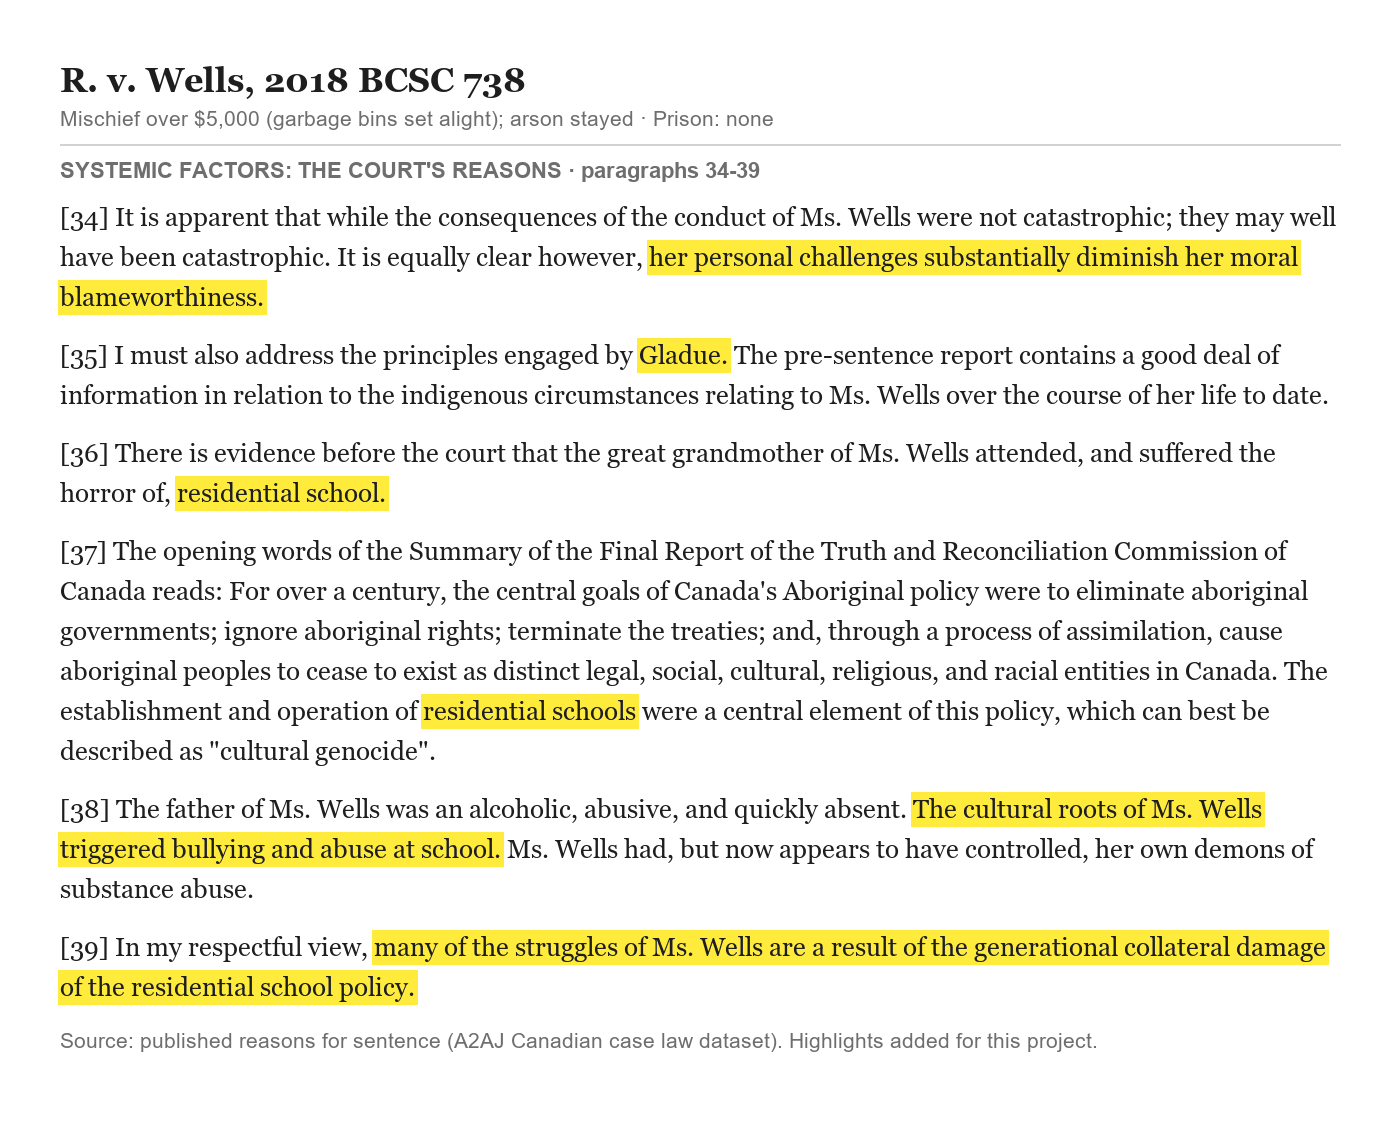 R. v. Wells, 2018 BCSC 738
Mischief over $5,000 (garbage bins set alight); arson stayed · Prison: none
SYSTEMIC FACTORS: THE COURT'S REASONS · paragraphs 34-39
[34] It is apparent that while the consequences of the conduct of Ms. Wells were not catastrophic; they may well
have been catastrophic. It is equally clear however, her personal challenges substantially diminish her moral
blameworthiness.
[35] I must also address the principles engaged by Gladue. The pre-sentence report contains a good deal of
information in relation to the indigenous circumstances relating to Ms. Wells over the course of her life to date.
[36] There is evidence before the court that the great grandmother of Ms. Wells attended, and suffered the
horror of, residential school.
[37] The opening words of the Summary of the Final Report of the Truth and Reconciliation Commission of
Canada reads: For over a century, the central goals of Canada's Aboriginal policy were to eliminate aboriginal
governments; ignore aboriginal rights; terminate the treaties; and, through a process of assimilation, cause
aboriginal peoples to cease to exist as distinct legal, social, cultural, religious, and racial entities in Canada. The
establishment and operation of residential schools were a central element of this policy, which can best be
described as "cultural genocide".
[38] The father of Ms. Wells was an alcoholic, abusive, and quickly absent. The cultural roots of Ms. Wells
triggered bullying and abuse at school. Ms. Wells had, but now appears to have controlled, her own demons of
substance abuse.
[39] In my respectful view, many of the struggles of Ms. Wells are a result of the generational collateral damage
of the residential school policy.
Source: published reasons for sentence (A2AJ Canadian case law dataset). Highlights added for this project.